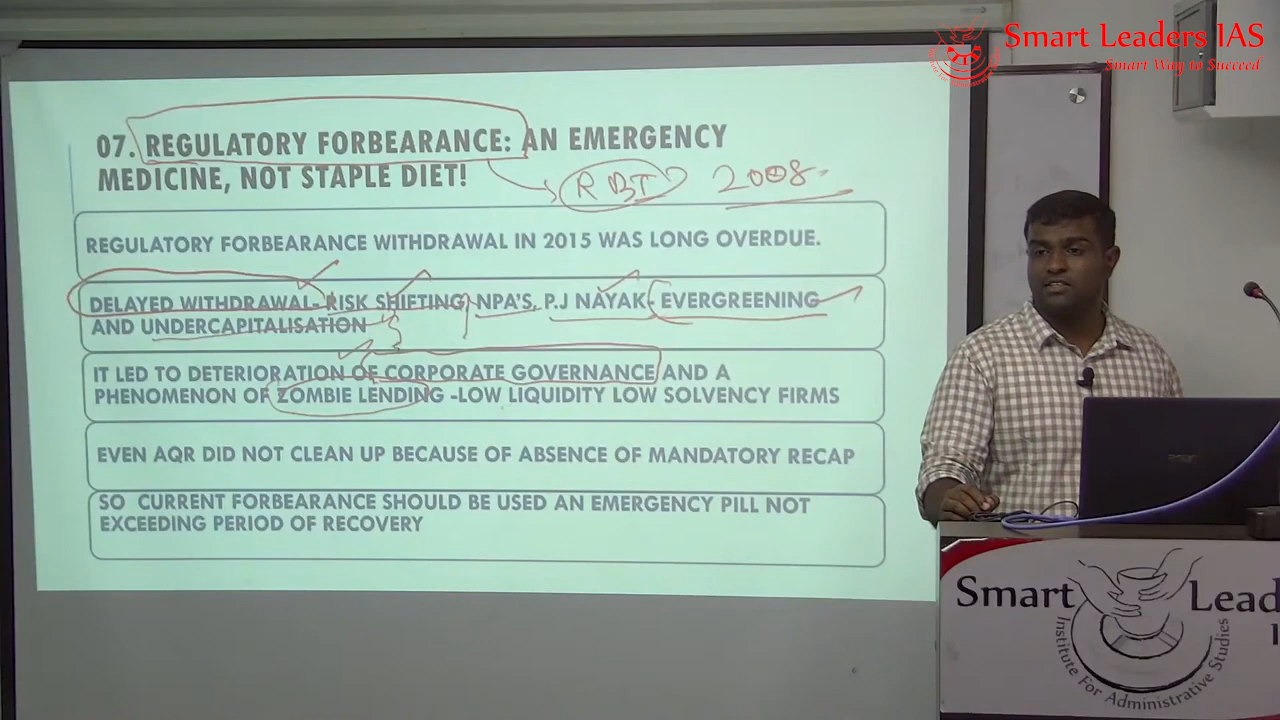 Smart Leaders IAS
Smart Way to Succeed
07. REGULATORY FORBEARANCE: AN EMERGENCY
MEDICINE, NOT STAPLE DIET!
RBI 2008
REGULATORY FORBEARANCE WITHDRAWAL IN 2015 WAS LONG OVERDUE.
DELAYED WITHDRAWAL- RISK SHIFTING, NPA'S, P.J NAYAK- EVERGREENING
AND UNDERCAPITALISATION
IT LED TO DETERIORATION OF CORPORATE GOVERNANCE AND A
PHENOMENON OF ZOMBIE LENDING -LOW LIQUIDITY LOW SOLVENCY FIRMS
EVEN AQR DID NOT CLEAN UP BECAUSE OF ABSENCE OF MANDATORY RECAP
SO CURRENT FORBEARANCE SHOULD BE USED AN EMERGENCY PILL NOT
EXCEEDING PERIOD OF RECOVERY
Smart Lead
Institute For Administrative Studies